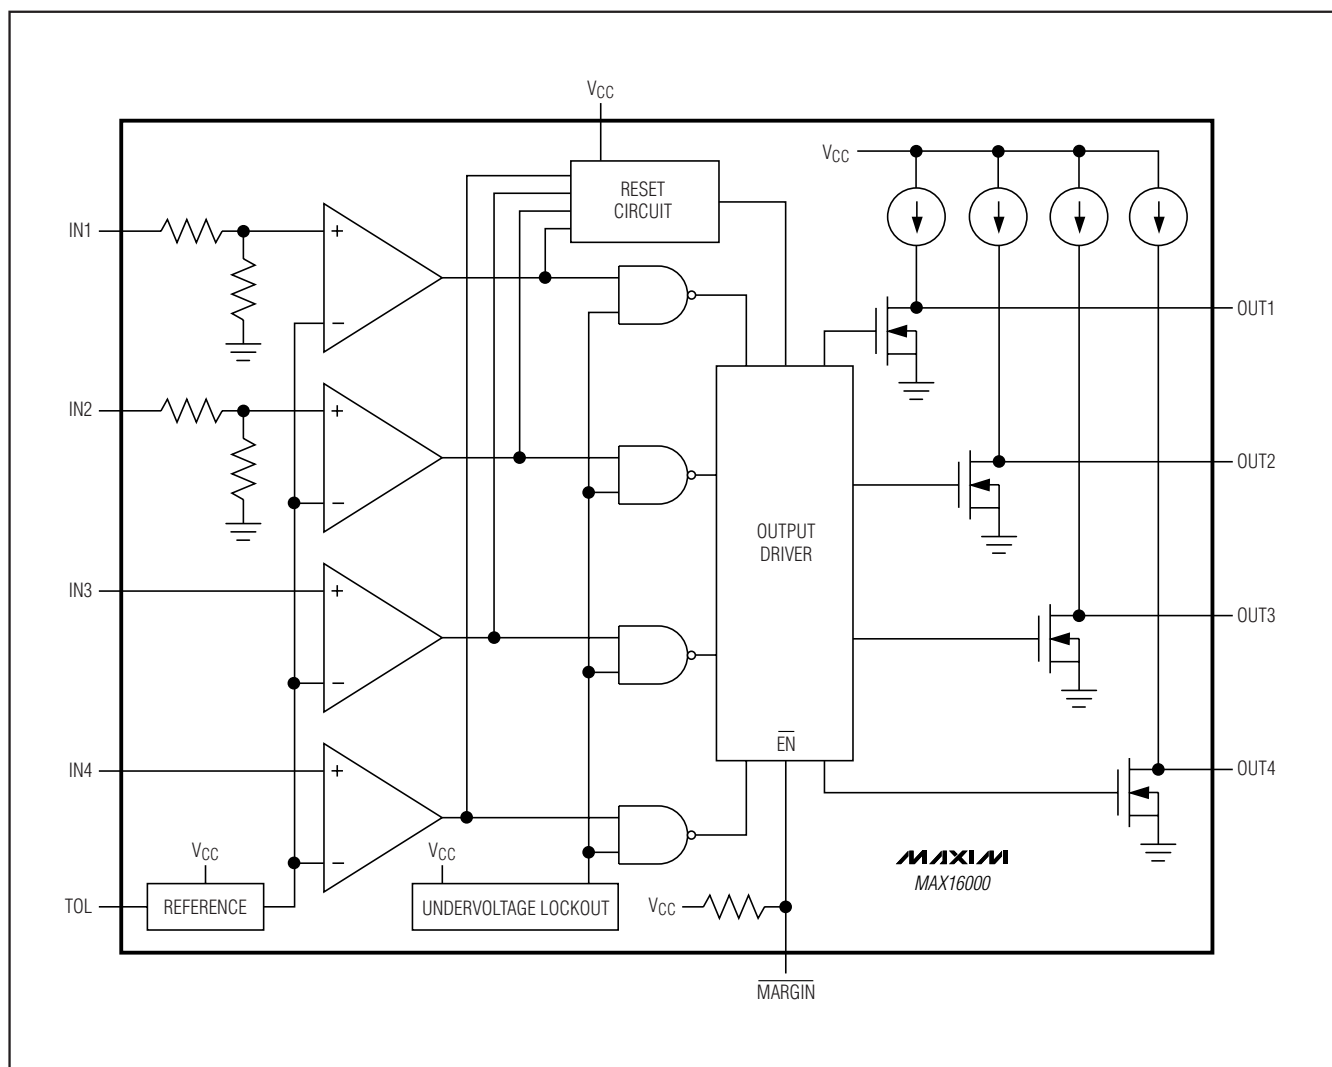 VCC
VCC
RESET
CIRCUIT
IN1
+
−
OUT1
IN2
+
−
OUT2
OUTPUT
DRIVER
IN3
+
−
OUT3
EN
IN4
+
−
OUT4
VCC
VCC
MAXIM
MAX16000
TOL
REFERENCE
UNDERVOLTAGE LOCKOUT
VCC
MARGIN